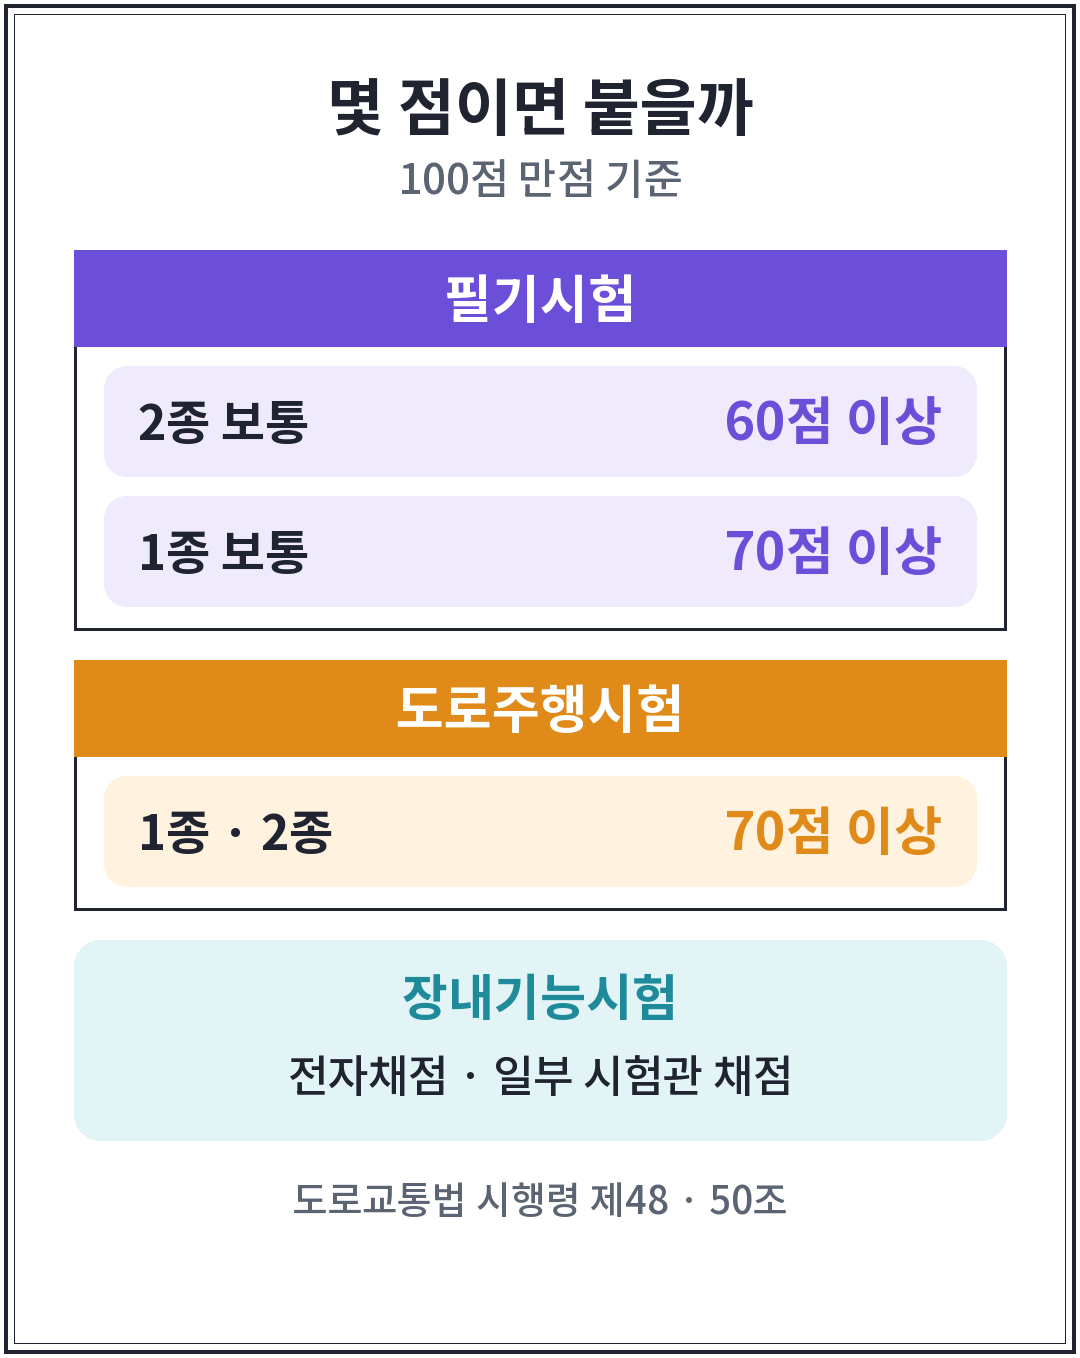 몇 점이면 붙을까
100점 만점 기준
필기시험
2종 보통 60점 이상
1종 보통 70점 이상
도로주행시험
1종 · 2종 70점 이상
장내기능시험
전자채점 · 일부 시험관 채점
도로교통법 시행령 제48 · 50조